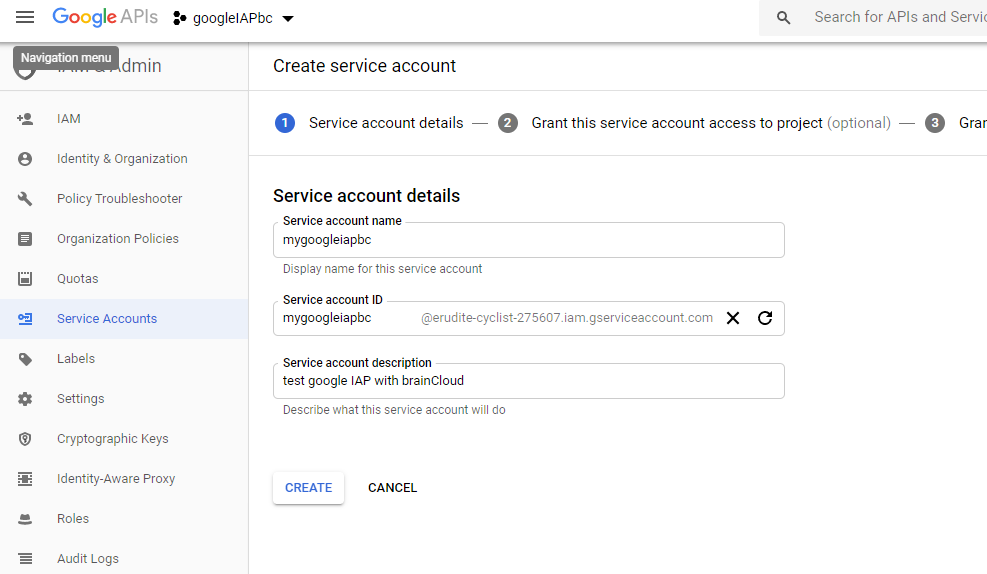 Google APIs
googleIAPbc
Search for APIs and Servic
Navigation menu
IAM & Admin
Create service account
1 Service account details — 2 Grant this service account access to project (optional) — 3 Gran
IAM
Identity & Organization
Policy Troubleshooter
Organization Policies
Quotas
Service Accounts
Labels
Settings
Cryptographic Keys
Identity-Aware Proxy
Roles
Audit Logs
Service account details
Service account name
mygoogleiapbc
Display name for this service account
Service account ID
mygoogleiapbc @erudite-cyclist-275607.iam.gserviceaccount.com
Service account description
test google IAP with brainCloud
Describe what this service account will do
CREATE CANCEL